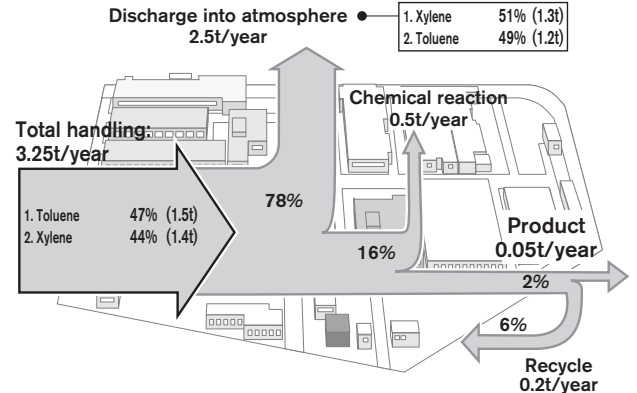 Discharge into atmosphere
2.5t/year
1. Xylene 51% (1.3t)
2. Toluene 49% (1.2t)
Chemical reaction
0.5t/year
Total handling:
3.25t/year
1. Toluene 47% (1.5t)
2. Xylene 44% (1.4t)
78%
16%
Product
0.05t/year
2%
6%
Recycle
0.2t/year